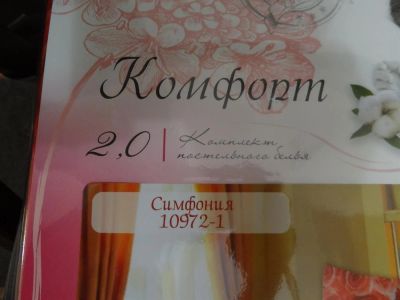 Комфорт
2,0
Комплект
постельного белья
Симфония
10972-1